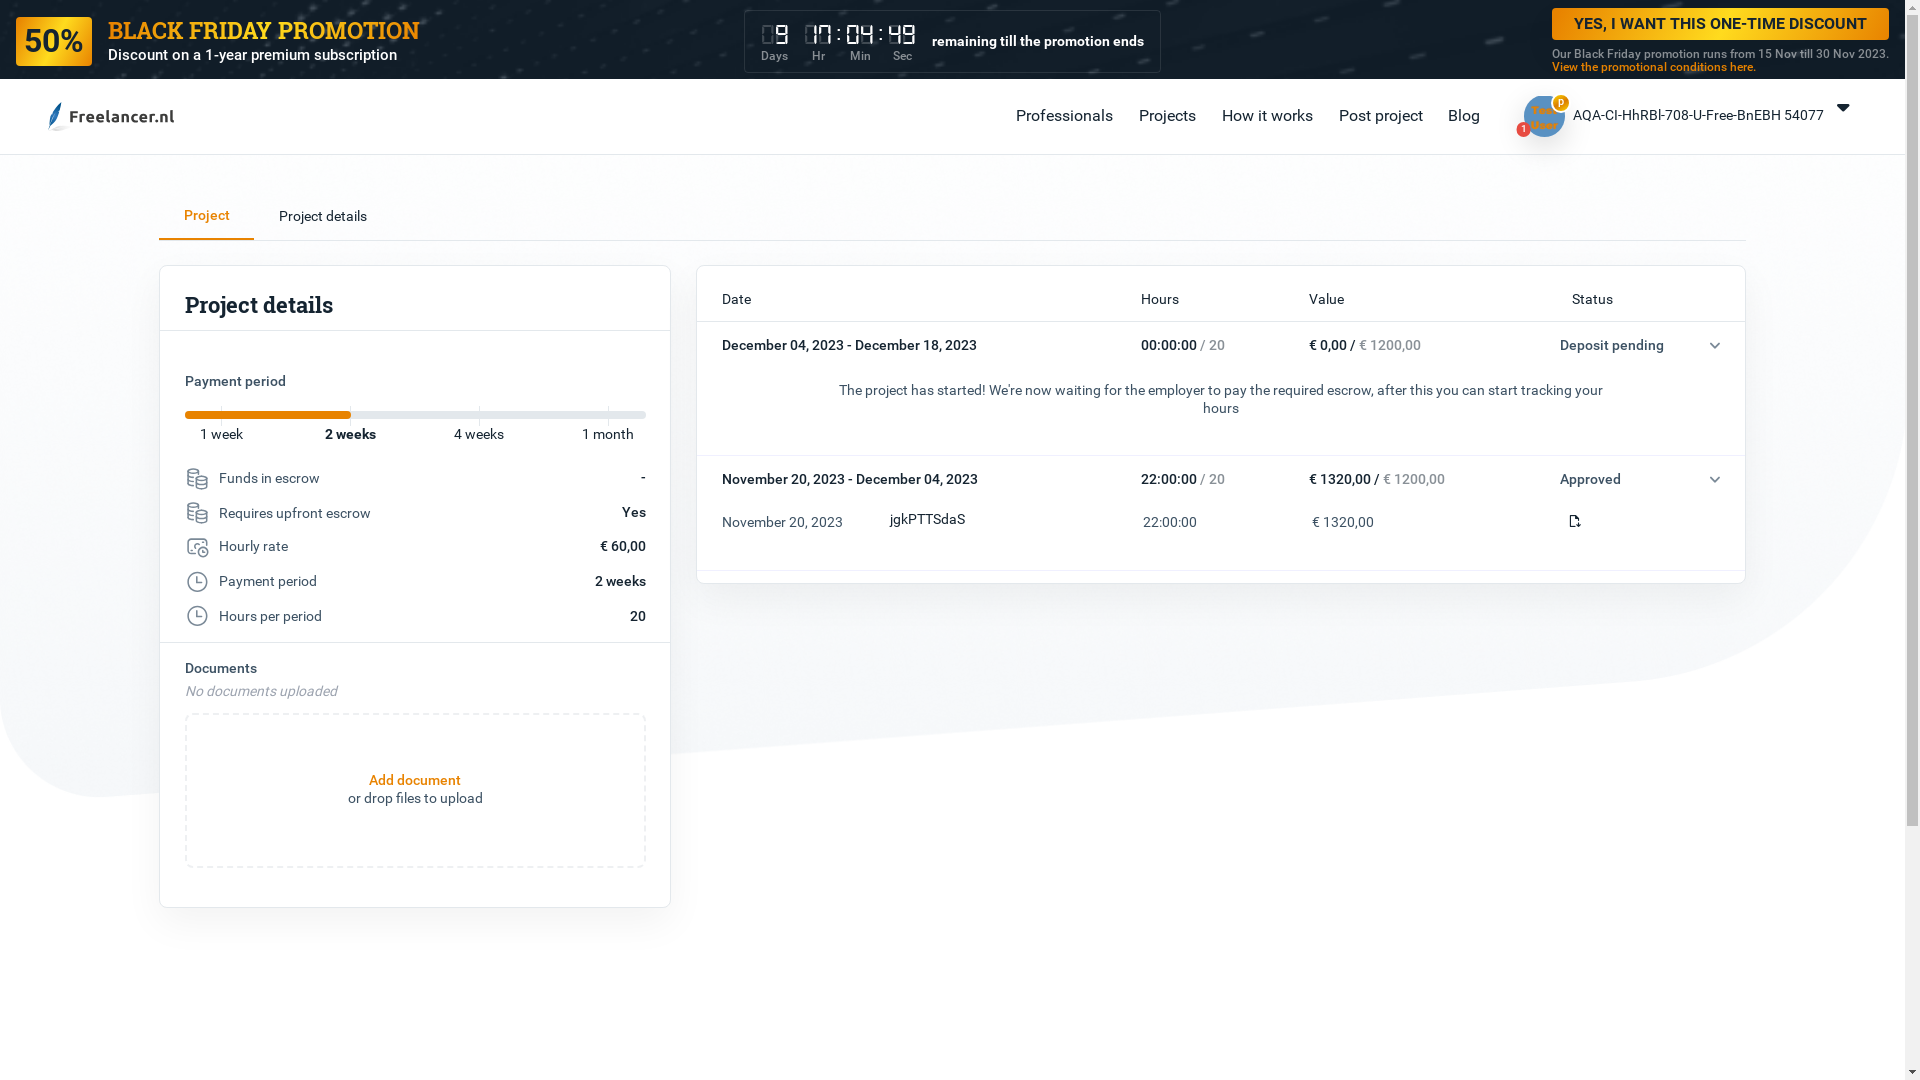 50%
BLACK FRIDAY PROMOTION
Discount on a 1-year premium subscription
9 17:04:49
Days Hr Min Sec
remaining till the promotion ends
YES, I WANT THIS ONE-TIME DISCOUNT
Our Black Friday promotion runs from 15 Nov till 30 Nov 2023.
View the promotional conditions here.
Freelancer.nl
Professionals
Projects
How it works
Post project
Blog
Test
User
p
1
AQA-CI-HhRBl-708-U-Free-BnEBH 54077
Project
Project details
Project details
Payment period
1 week
2 weeks
4 weeks
1 month
Funds in escrow -
Requires upfront escrow Yes
Hourly rate € 60,00
Payment period 2 weeks
Hours per period 20
Documents
No documents uploaded
Add document
or drop files to upload
Date Hours Value Status
December 04, 2023 - December 18, 2023 00:00:00 / 20 € 0,00 / € 1200,00 Deposit pending
The project has started! We're now waiting for the employer to pay the required escrow, after this you can start tracking your
hours
November 20, 2023 - December 04, 2023 22:00:00 / 20 € 1320,00 / € 1200,00 Approved
November 20, 2023 jgkPTTSdaS 22:00:00 € 1320,00